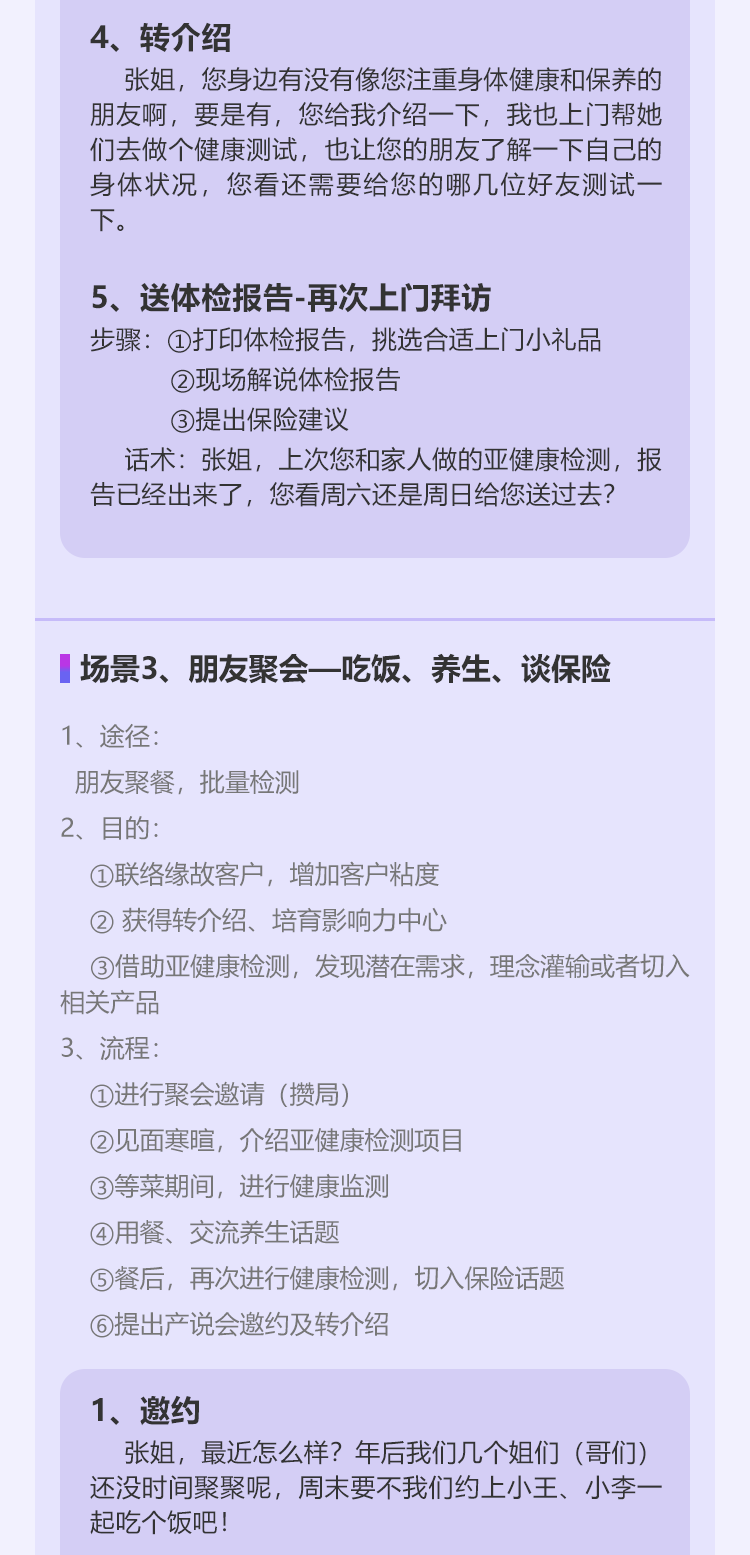 4、转介绍
张姐，您身边有没有像您注重身体健康和保养的
朋友啊，要是有，您给我介绍一下，我也上门帮她
们去做个健康测试，也让您的朋友了解一下自己的
身体状况，您看还需要给您的哪几位好友测试一
下。
5、送体检报告-再次上门拜访
步骤：①打印体检报告，挑选合适上门小礼品
②现场解说体检报告
③提出保险建议
话术：张姐，上次您和家人做的亚健康检测，报
告已经出来了，您看周六还是周日给您送过去？
场景3、朋友聚会—吃饭、养生、谈保险
1、途径：
朋友聚餐，批量检测
2、目的：
①联络缘故客户，增加客户粘度
② 获得转介绍、培育影响力中心
③借助亚健康检测，发现潜在需求，理念灌输或者切入
相关产品
3、流程：
①进行聚会邀请（攒局）
②见面寒暄，介绍亚健康检测项目
③等菜期间，进行健康监测
④用餐、交流养生话题
⑤餐后，再次进行健康检测，切入保险话题
⑥提出产说会邀约及转介绍
1、邀约
张姐，最近怎么样？年后我们几个姐们（哥们）
还没时间聚聚呢，周末要不我们约上小王、小李一
起吃个饭吧！